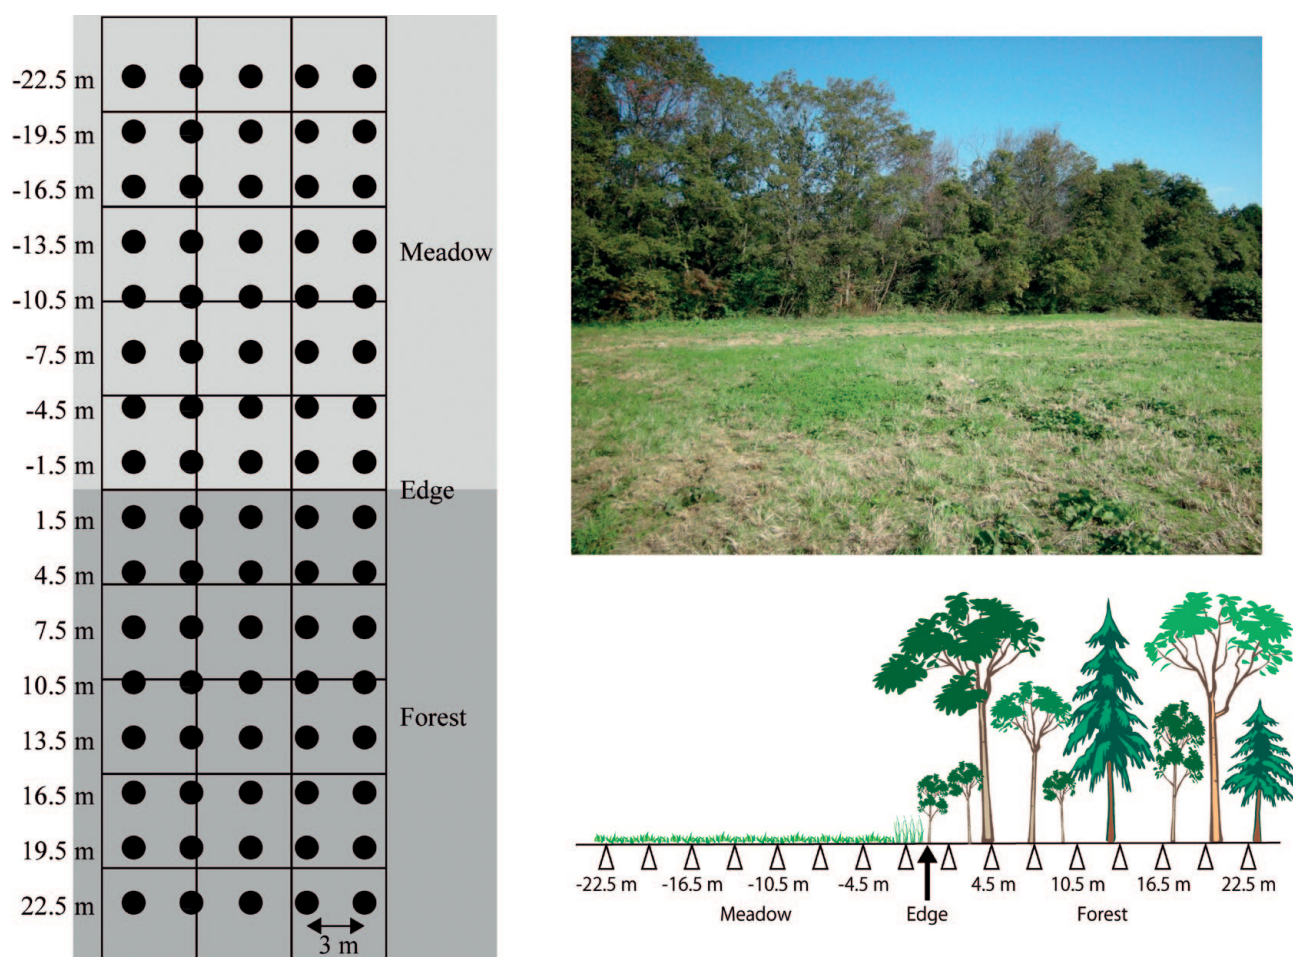 -22.5 m
-19.5 m
-16.5 m
-13.5 m
Meadow
-10.5 m
-7.5 m
-4.5 m
-1.5 m
Edge
1.5 m
4.5 m
7.5 m
10.5 m
Forest
13.5 m
16.5 m
19.5 m
22.5 m
3 m
-22.5 m -16.5 m -10.5 m -4.5 m 4.5 m 10.5 m 16.5 m 22.5 m
Meadow Edge Forest